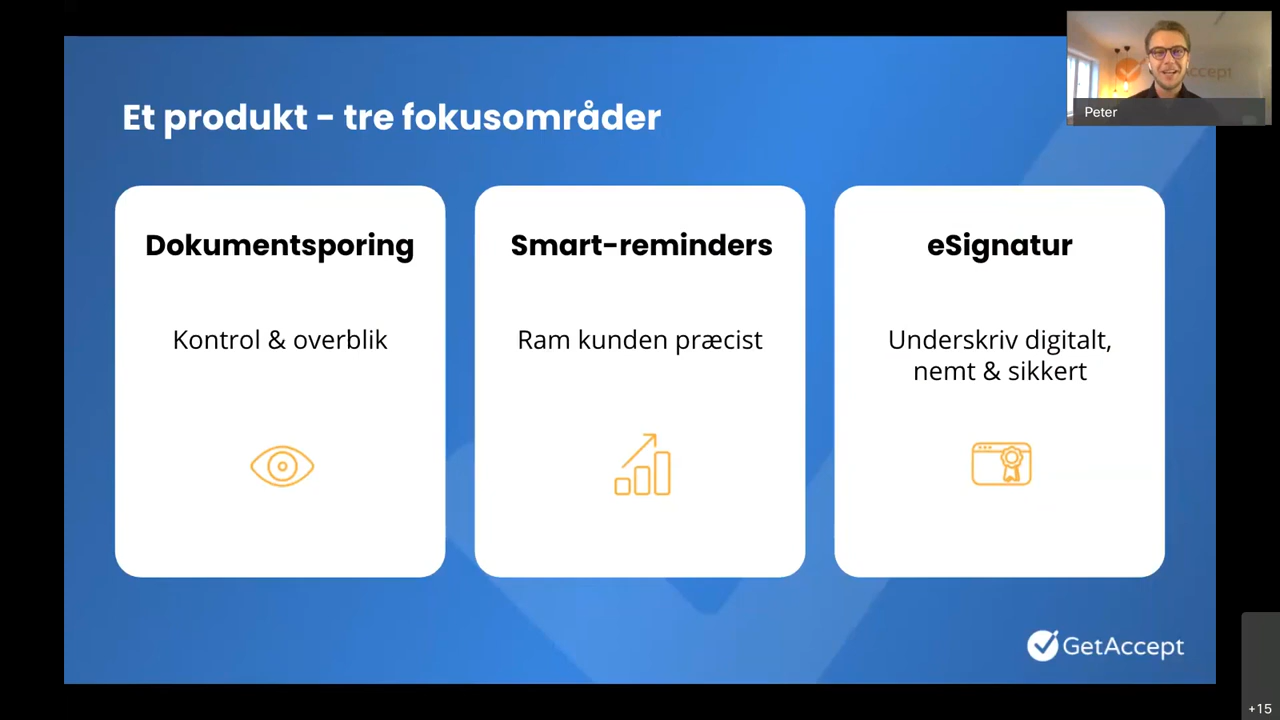 Et produkt - tre fokusområder
Peter
Dokumentsporing
Kontrol & overblik
Smart-reminders
Ram kunden præcist
eSignatur
Underskriv digitalt,
nemt & sikkert
GetAccept
+15